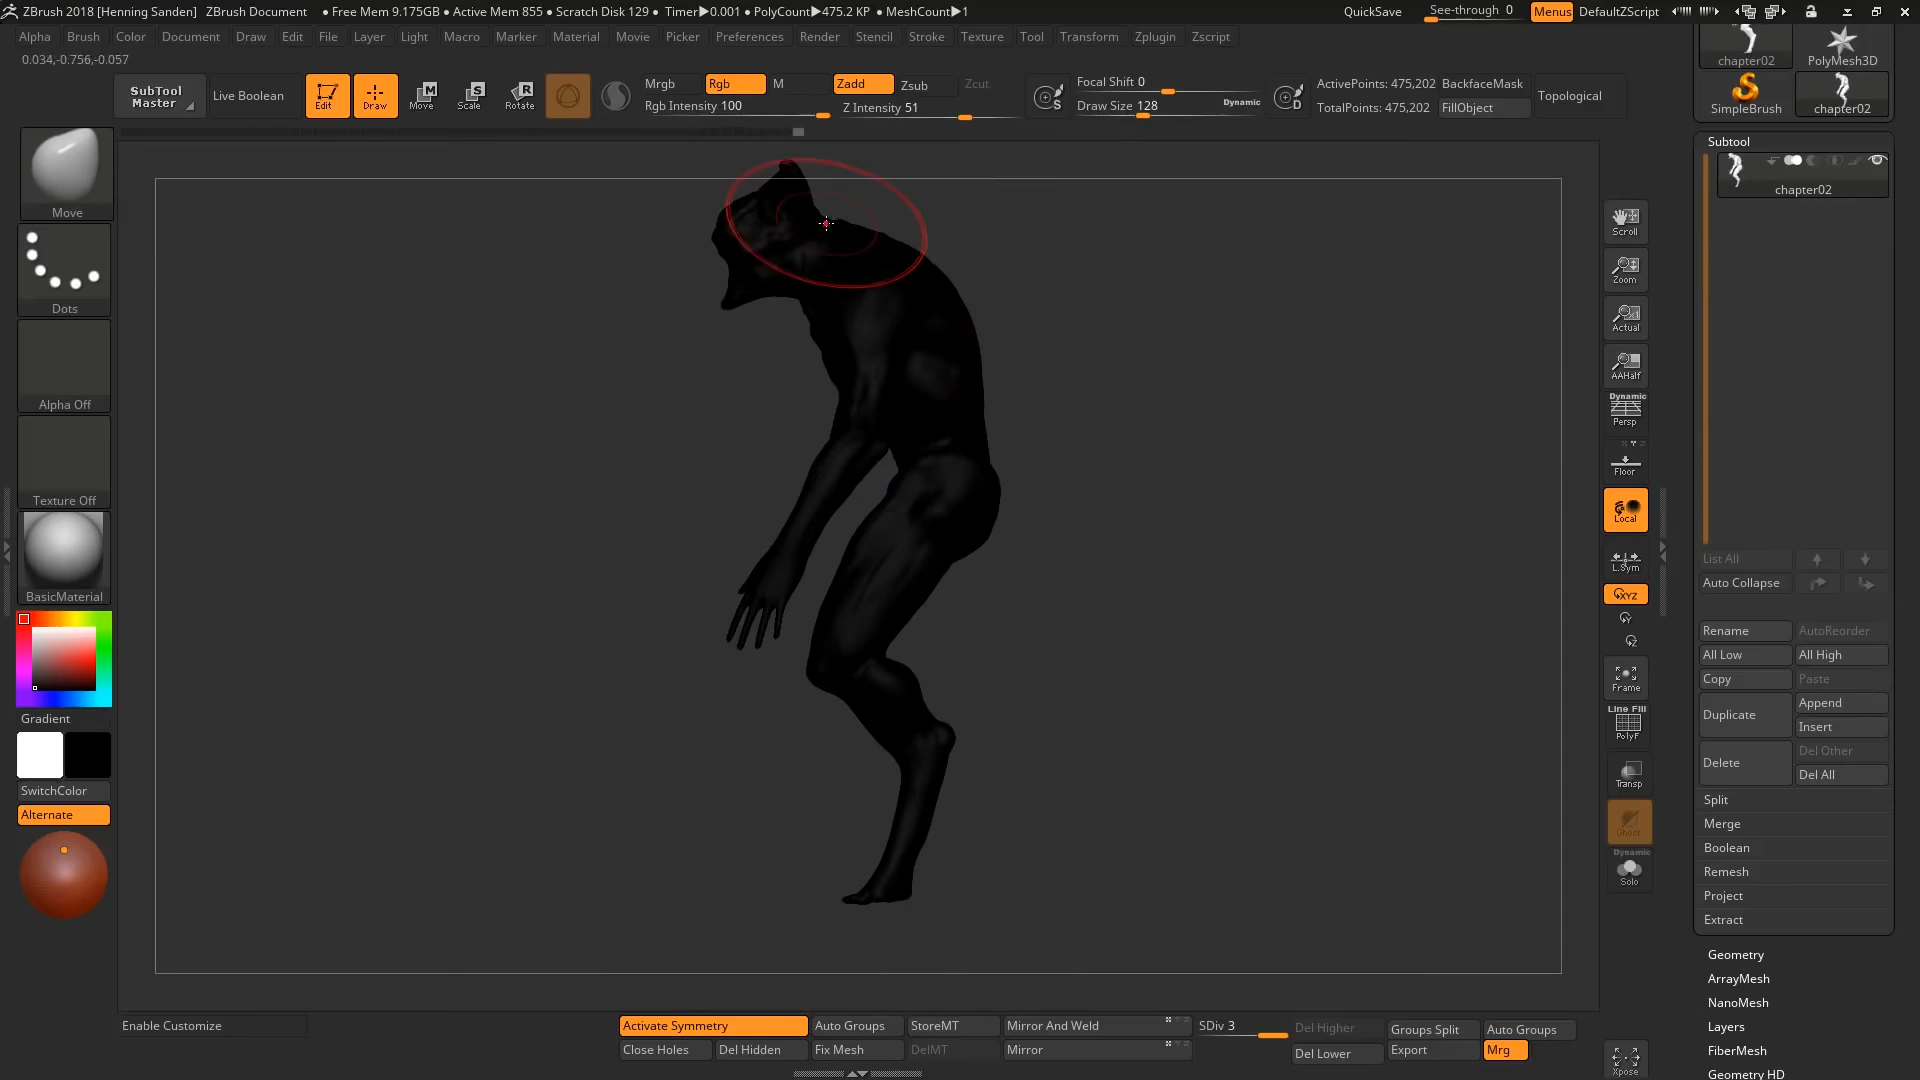 ZBrush 2018 [Henning Sanden] ZBrush Document • Free Mem 9.175GB • Active Mem 855 • Scratch Disk 129 • Timer▶0.001 • PolyCount▶475.2 KP • MeshCount▶1 QuickSave See-through 0 Menus DefaultZScript
Alpha Brush Color Document Draw Edit File Layer Light Macro Marker Material Movie Picker Preferences Render Stencil Stroke Texture Tool Transform Zplugin Zscript
0.034,-0.756,-0.057
SubTool Master
Live Boolean
Edit
Draw
Move
Scale
Rotate
Mrgb Rgb M Zadd Zsub Zcut
Rgb Intensity 100 Z Intensity 51
Focal Shift 0
Draw Size 128 Dynamic
ActivePoints: 475,202 BackfaceMask
TotalPoints: 475,202 FillObject
Topological
chapter02 PolyMesh3D
SimpleBrush chapter02
Move
Dots
Alpha Off
Texture Off
BasicMaterial
Gradient
SwitchColor
Alternate
Scroll
Zoom
Actual
AAHalf
Dynamic
Persp
Floor
Local
L.Sym
XYZ
Y
Z
Frame
Line Fill
PolyF
Transp
Ghost
Dynamic
Solo
Xpose
Subtool
chapter02
List All
Auto Collapse
Rename AutoReorder
All Low All High
Copy Paste
Duplicate Append
Insert
Delete Del Other
Del All
Split
Merge
Boolean
Remesh
Project
Extract
Geometry
ArrayMesh
NanoMesh
Layers
FiberMesh
Geometry HD
Enable Customize
Activate Symmetry Auto Groups StoreMT Mirror And Weld SDiv 3 Del Higher Groups Split Auto Groups
Close Holes Del Hidden Fix Mesh DelMT Mirror Del Lower Export Mrg